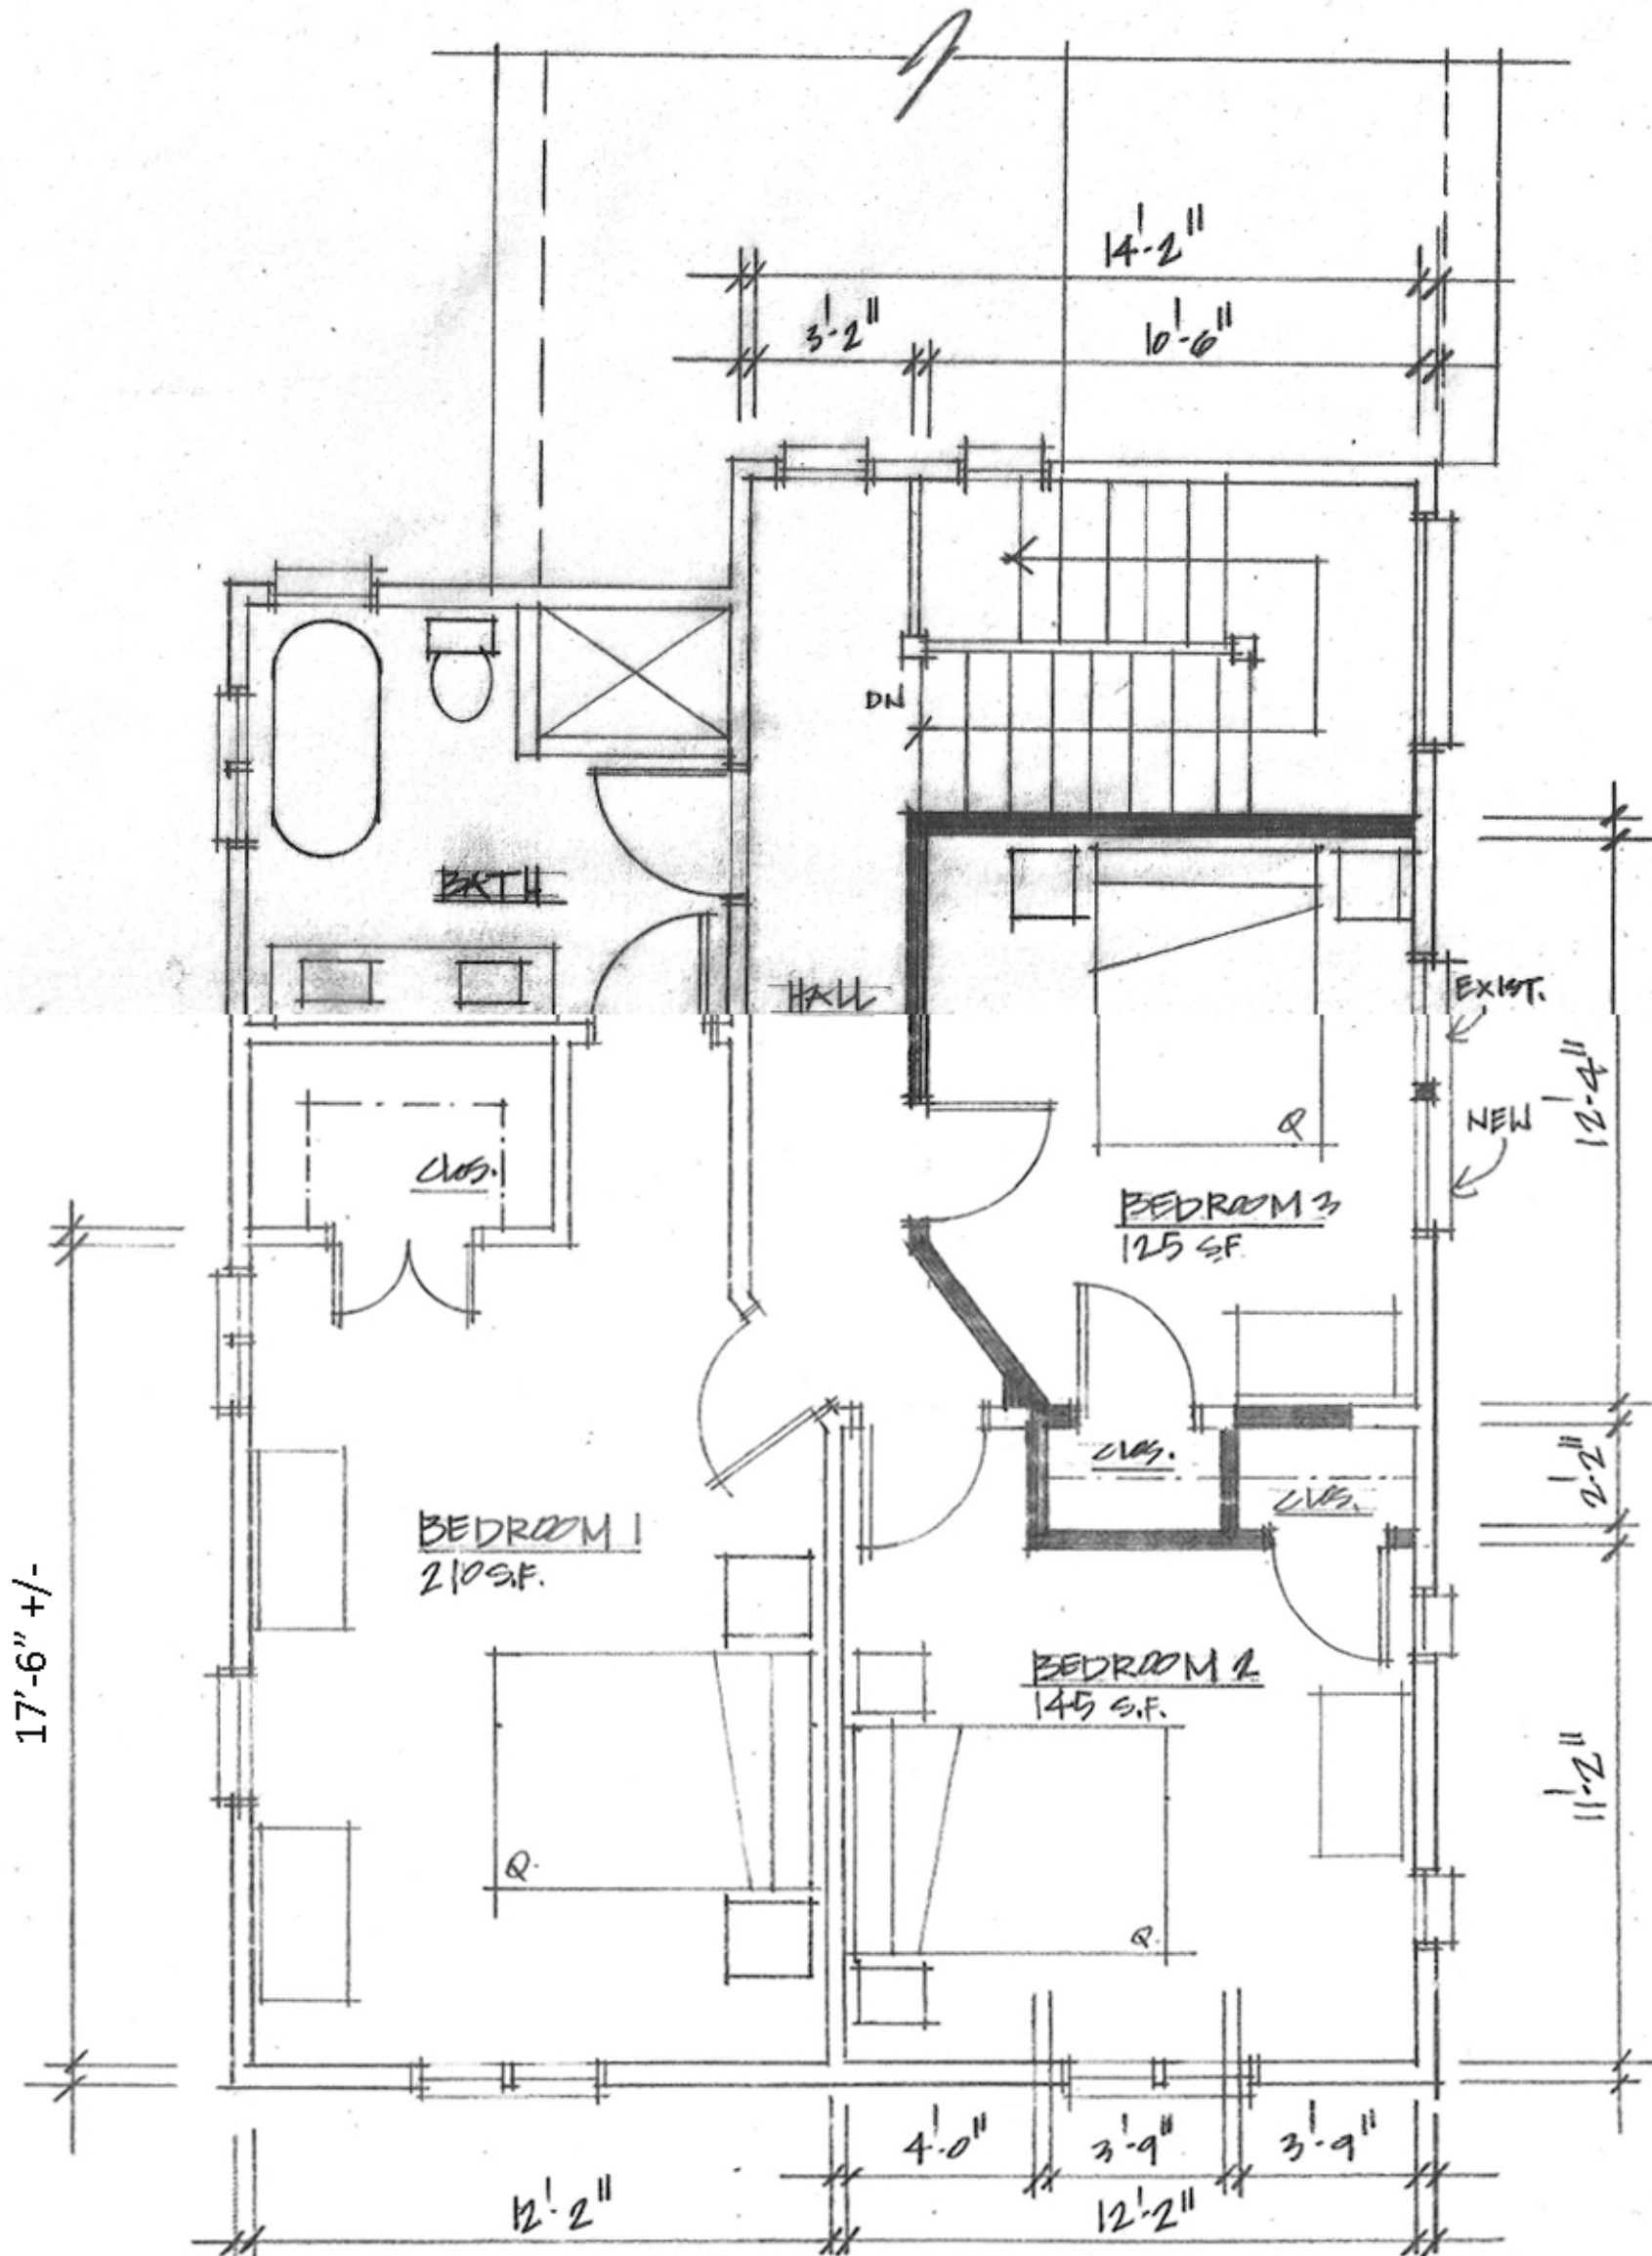 14'-2"
3'-2"
10'-6"
DN
BATH
HALL
EXIST.
NEW
12'-4"
CLOS.
Q
BEDROOM 3
125 S.F.
CLOS.
CLOS.
2'-2"
BEDROOM 1
210 S.F.
17'-6" +/-
BEDROOM 2
145 S.F.
11'-2"
Q.
Q.
4'-0"
3'-9"
3'-9"
12'-2"
12'-2"